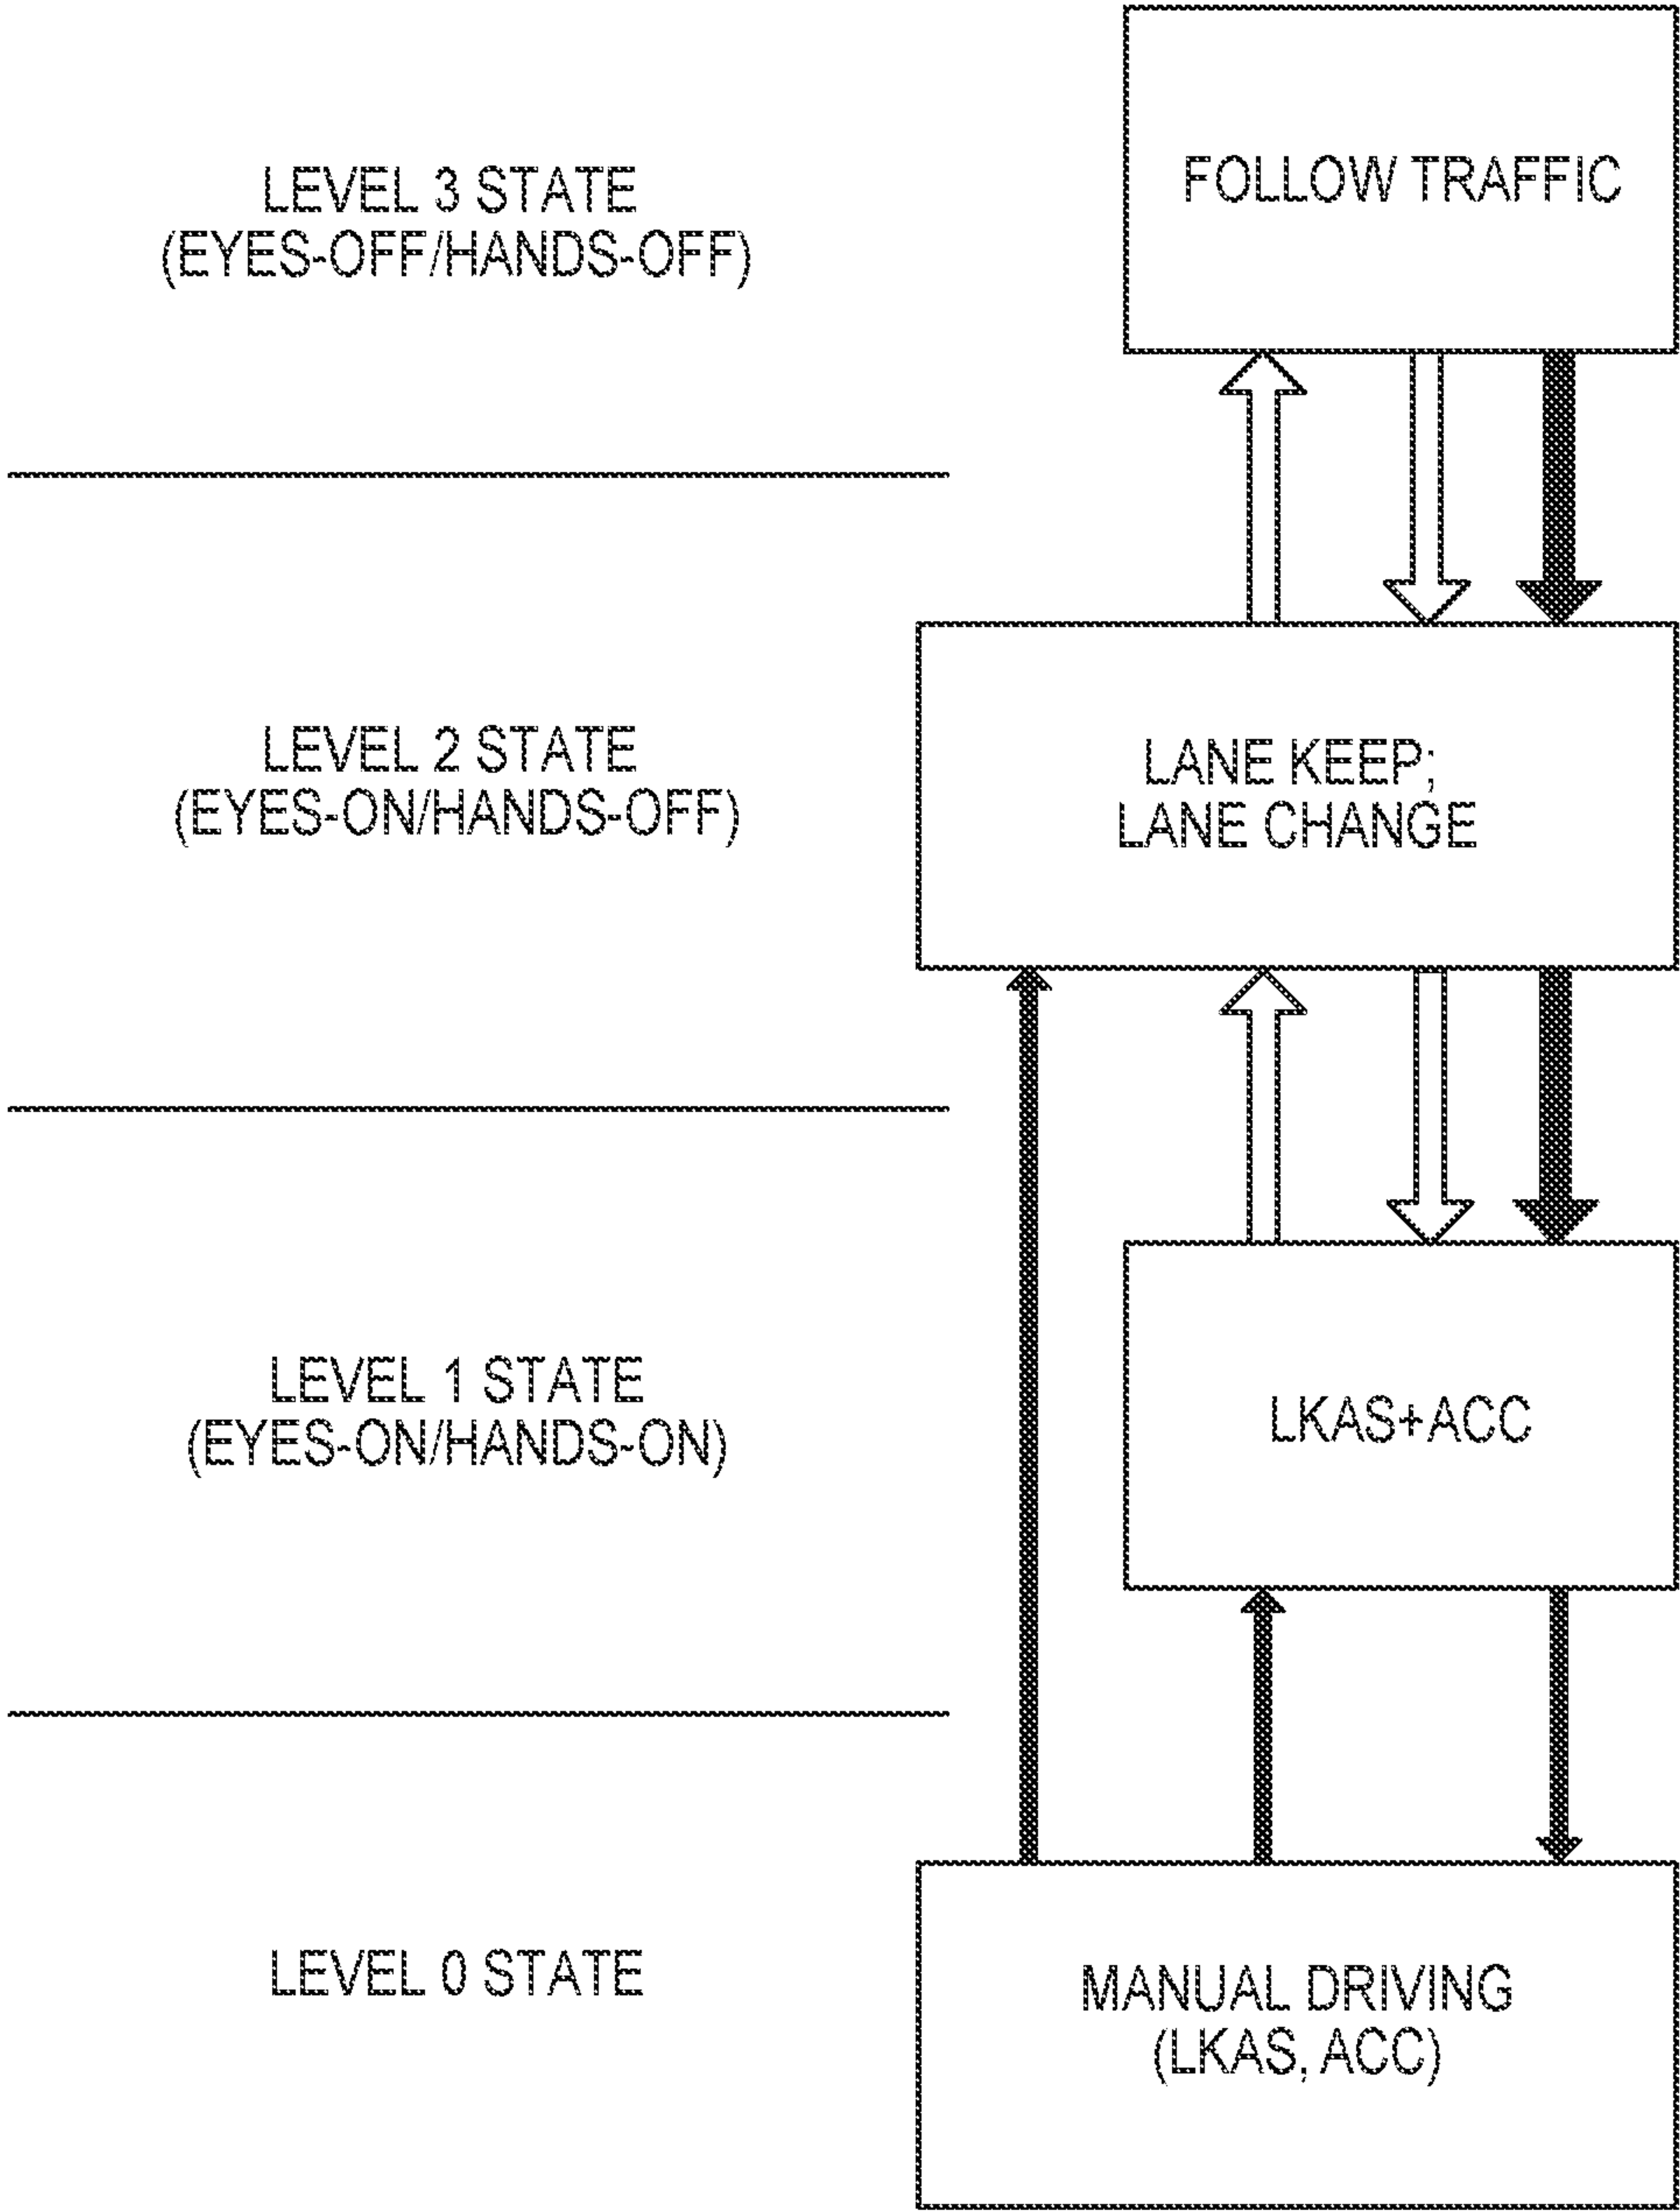 LEVEL 3 STATE
(EYES-OFF/HANDS-OFF)
FOLLOW TRAFFIC
LEVEL 2 STATE
(EYES-ON/HANDS-OFF)
LANE KEEP;
LANE CHANGE
LEVEL 1 STATE
(EYES-ON/HANDS-ON)
LKAS+ACC
LEVEL 0 STATE
MANUAL DRIVING
(LKAS, ACC)